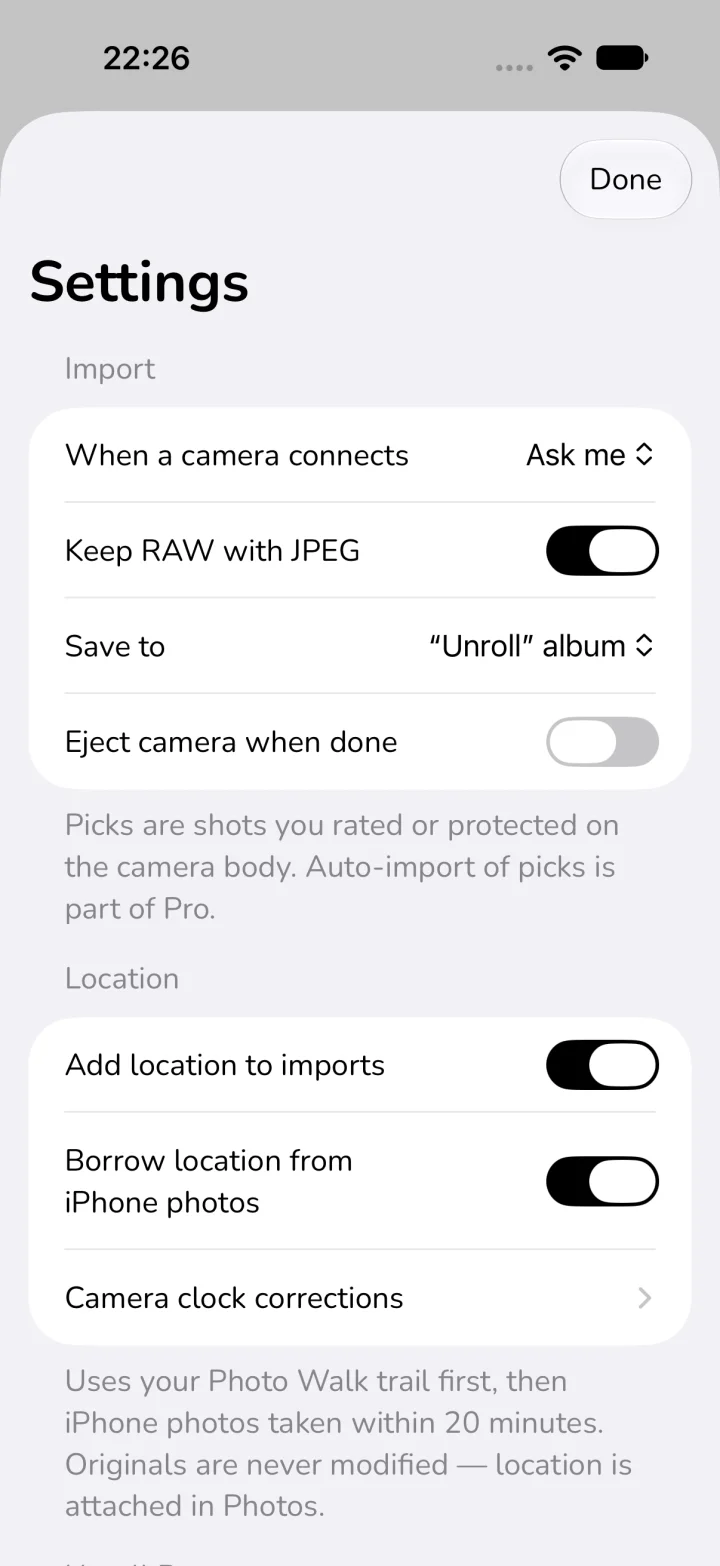 22:26
Done
Settings
Import
When a camera connects
Ask me
Keep RAW with JPEG
Save to
“Unroll” album
Eject camera when done
Picks are shots you rated or protected on
the camera body. Auto-import of picks is
part of Pro.
Location
Add location to imports
Borrow location from
iPhone photos
Camera clock corrections
Uses your Photo Walk trail first, then
iPhone photos taken within 20 minutes.
Originals are never modified — location is
attached in Photos.